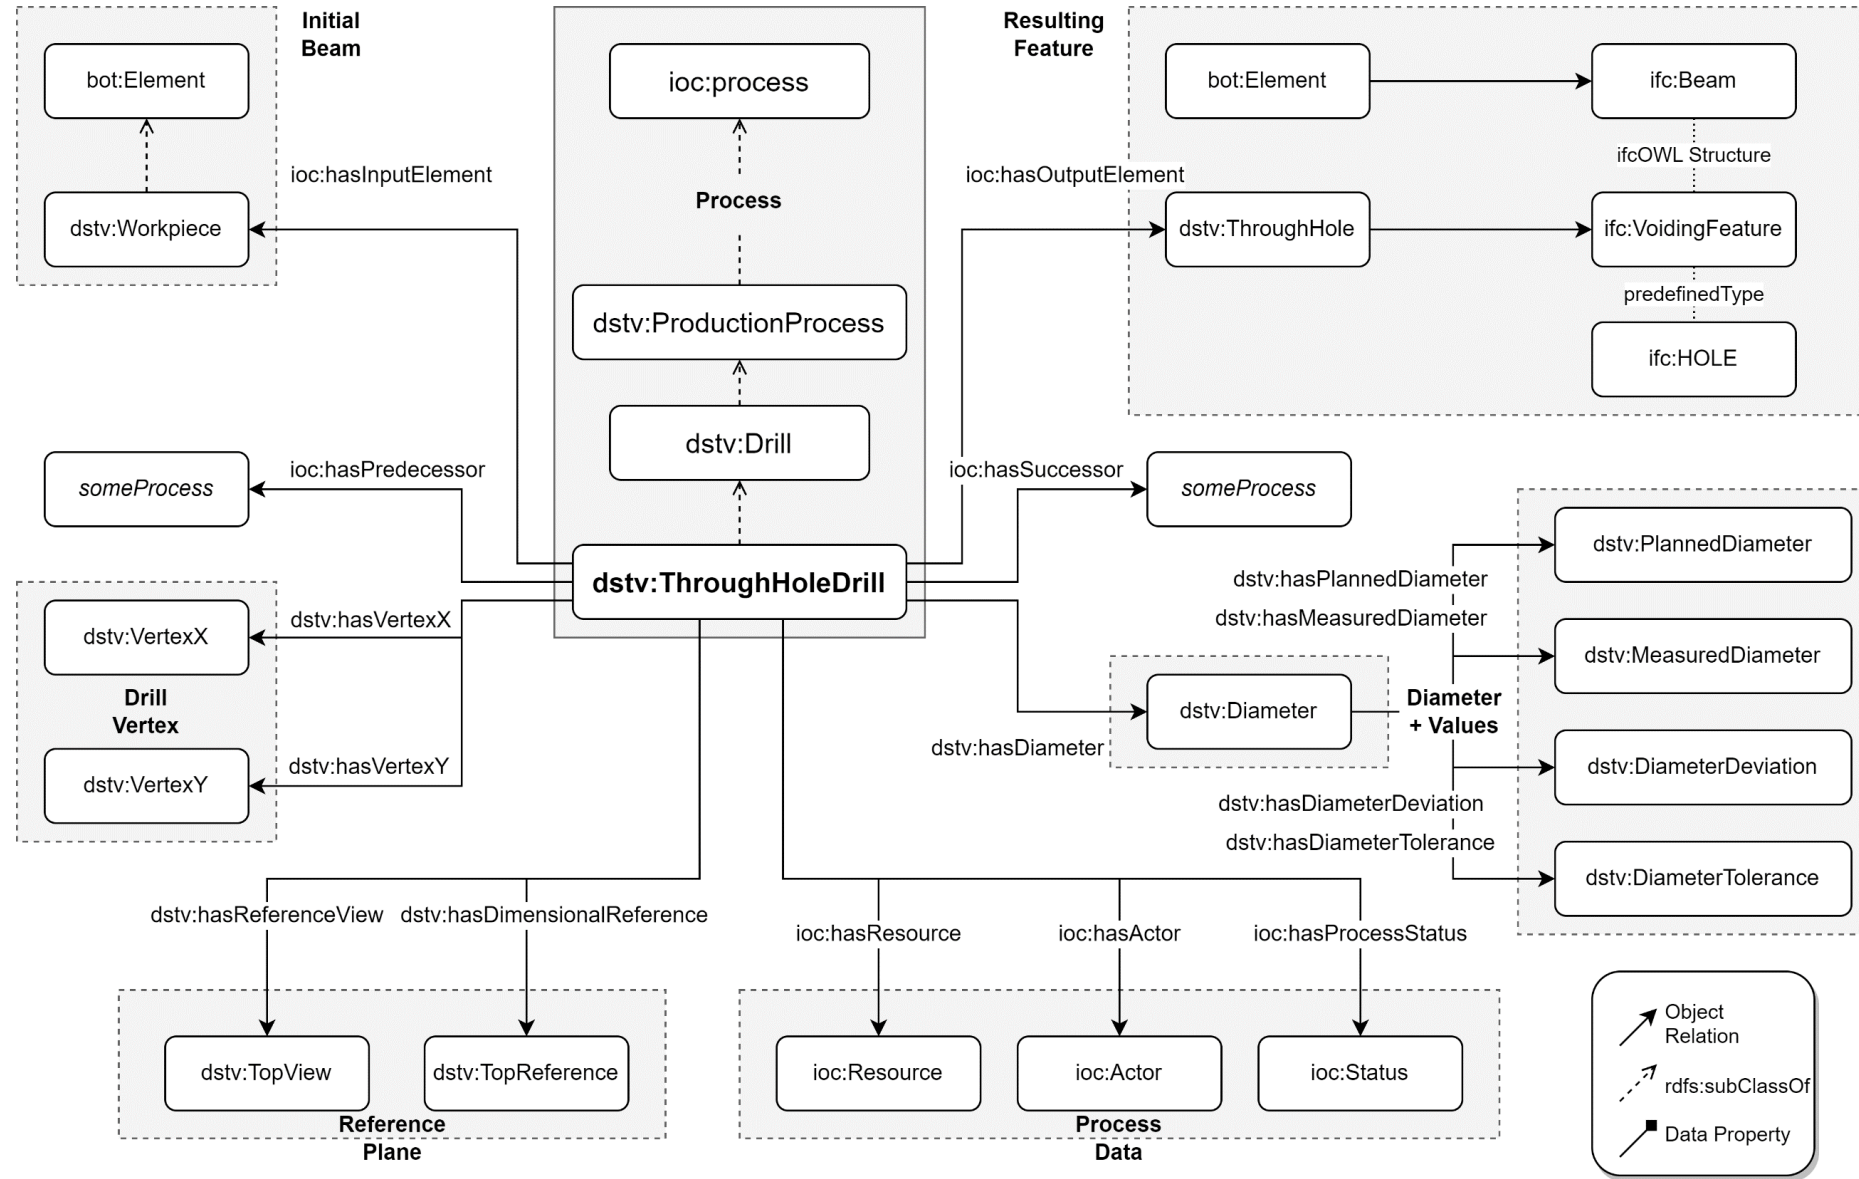 Initial
Beam
bot:Element
dstv:Workpiece
ioc:hasInputElement
ioc:process
Process
dstv:ProductionProcess
dstv:Drill
dstv:ThroughHoleDrill
Resulting
Feature
bot:Element
ifc:Beam
ifcOWL Structure
ioc:hasOutputElement
dstv:ThroughHole
ifc:VoidingFeature
predefinedType
ifc:HOLE
someProcess
ioc:hasPredecessor
ioc:hasSuccessor
someProcess
dstv:VertexX
dstv:hasVertexX
Drill
Vertex
dstv:VertexY
dstv:hasVertexY
dstv:hasDiameter
dstv:Diameter
Diameter
+ Values
dstv:hasPlannedDiameter
dstv:hasMeasuredDiameter
dstv:hasDiameterDeviation
dstv:hasDiameterTolerance
dstv:PlannedDiameter
dstv:MeasuredDiameter
dstv:DiameterDeviation
dstv:DiameterTolerance
dstv:hasReferenceView
dstv:hasDimensionalReference
dstv:TopView
dstv:TopReference
Reference
Plane
ioc:hasResource
ioc:hasActor
ioc:hasProcessStatus
ioc:Resource
ioc:Actor
ioc:Status
Process
Data
Object
Relation
rdfs:subClassOf
Data Property